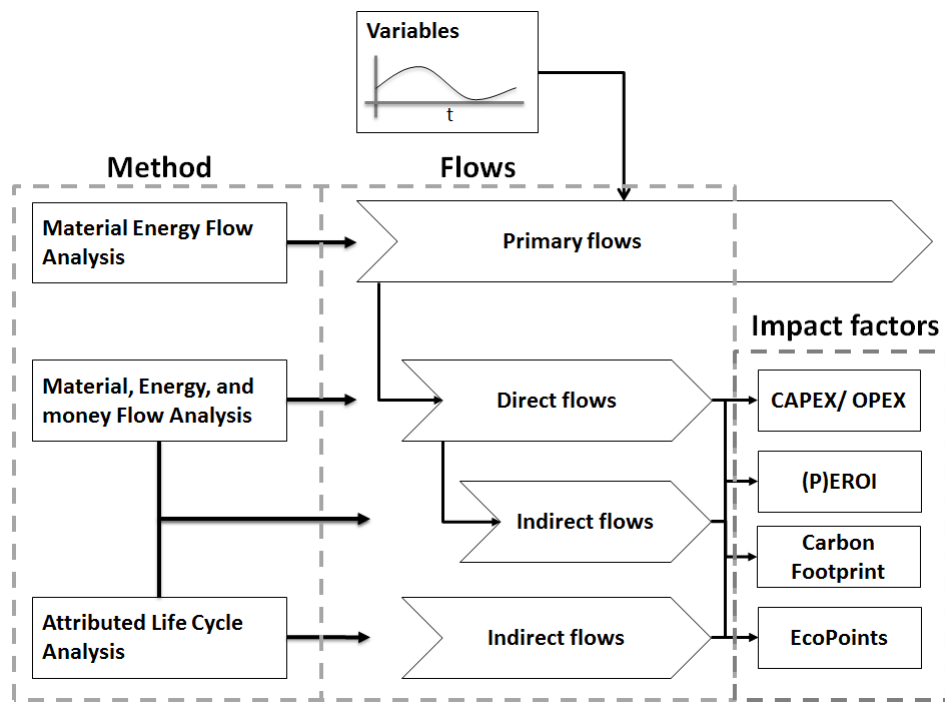 Variables
t
Method
Flows
Material Energy Flow
Analysis
Primary flows
Impact factors
Material, Energy, and
money Flow Analysis
Direct flows
CAPEX/ OPEX
(P)EROI
Indirect flows
Carbon
Footprint
Attributed Life Cycle
Analysis
Indirect flows
EcoPoints